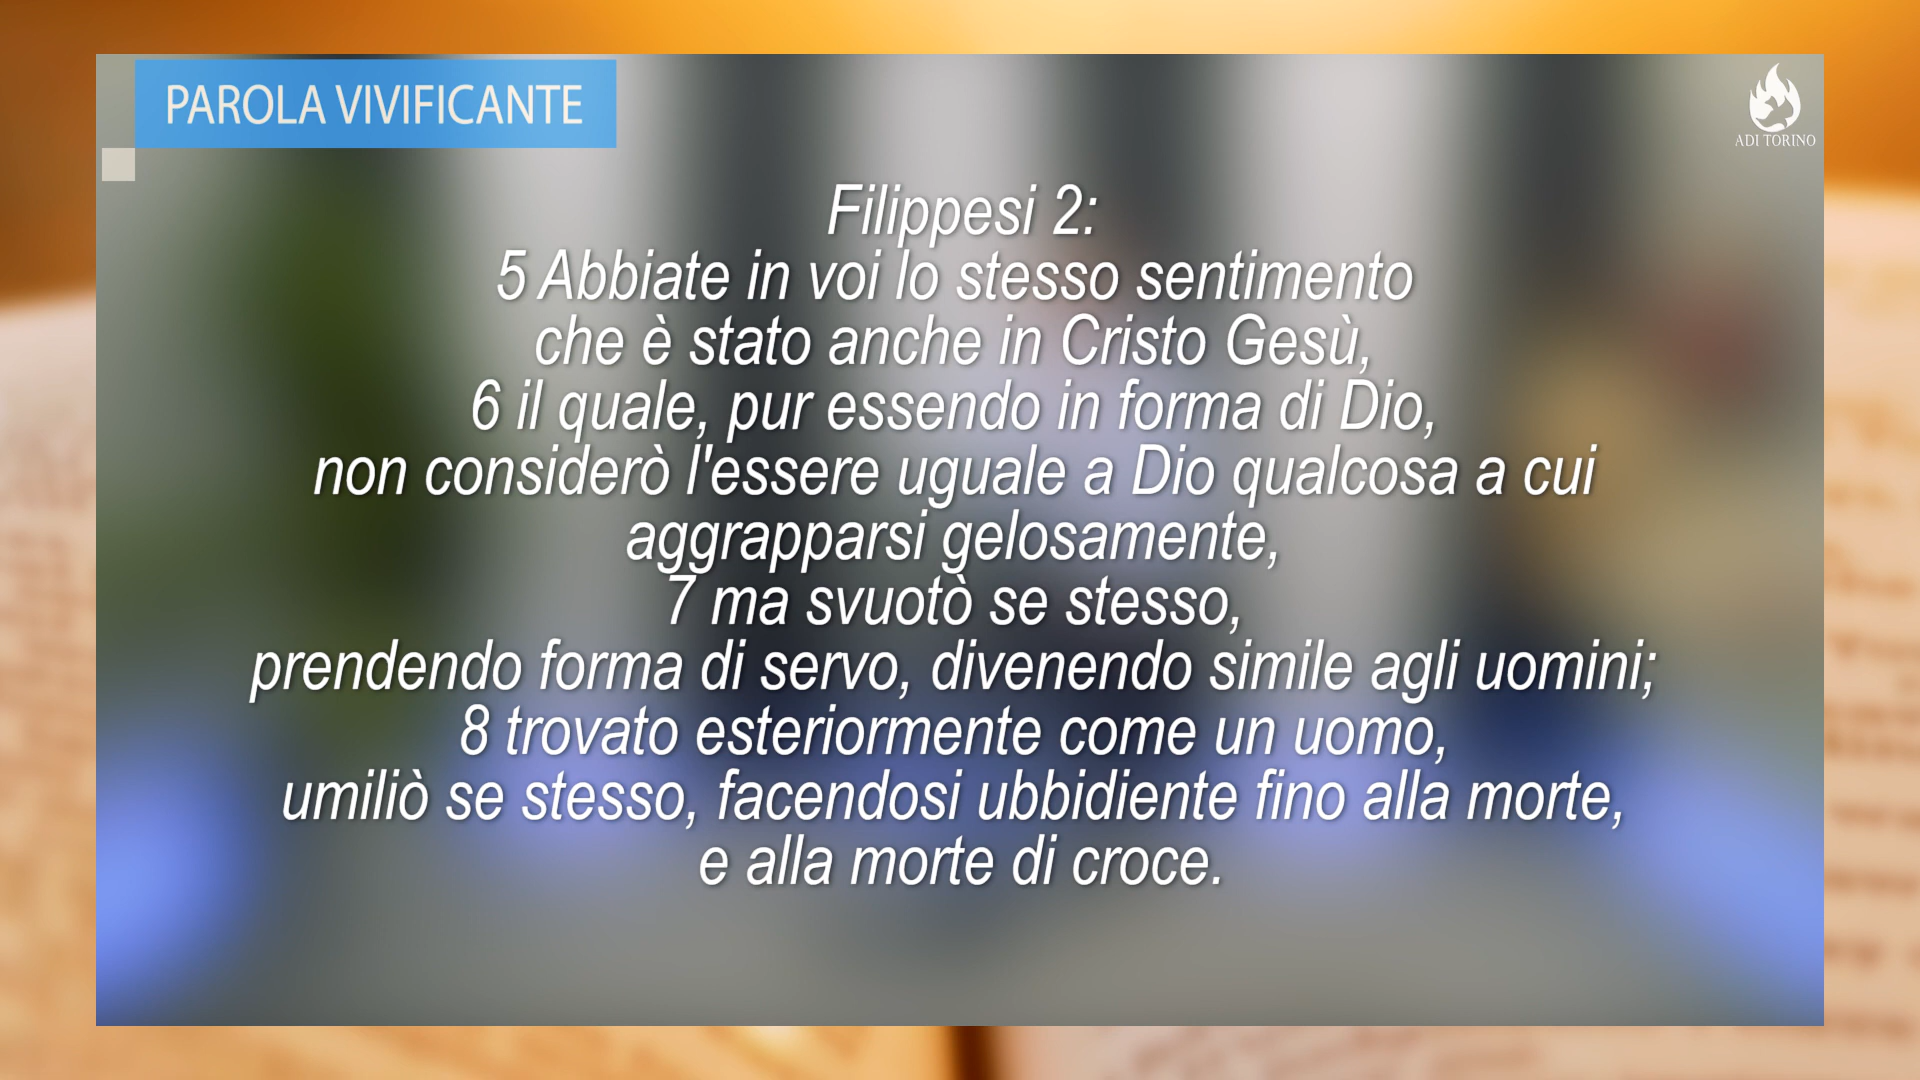 PAROLA VIVIFICANTE
ADI TORINO
Filippesi 2:
5 Abbiate in voi lo stesso sentimento
che è stato anche in Cristo Gesù,
6 il quale, pur essendo in forma di Dio,
non considerò l'essere uguale a Dio qualcosa a cui
aggrapparsi gelosamente,
7 ma svuotò se stesso,
prendendo forma di servo, divenendo simile agli uomini;
8 trovato esteriormente come un uomo,
umiliò se stesso, facendosi ubbidiente fino alla morte,
e alla morte di croce.